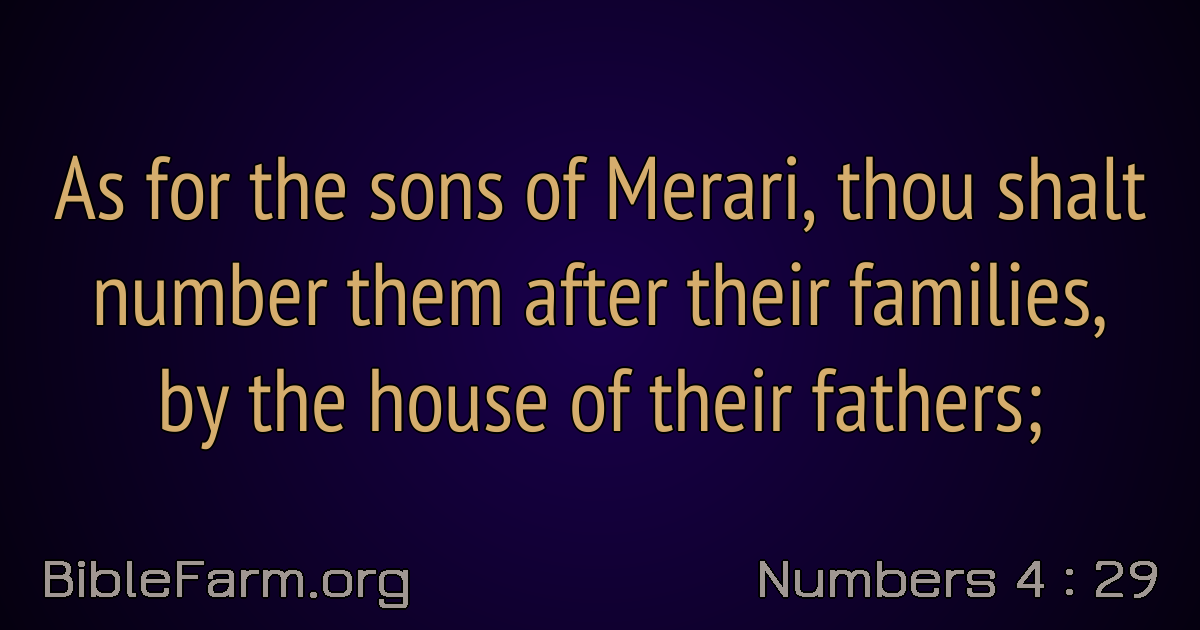 As for the sons of Merari, thou shalt
number them after their families,
by the house of their fathers;
BibleFarm.org
Numbers 4 : 29